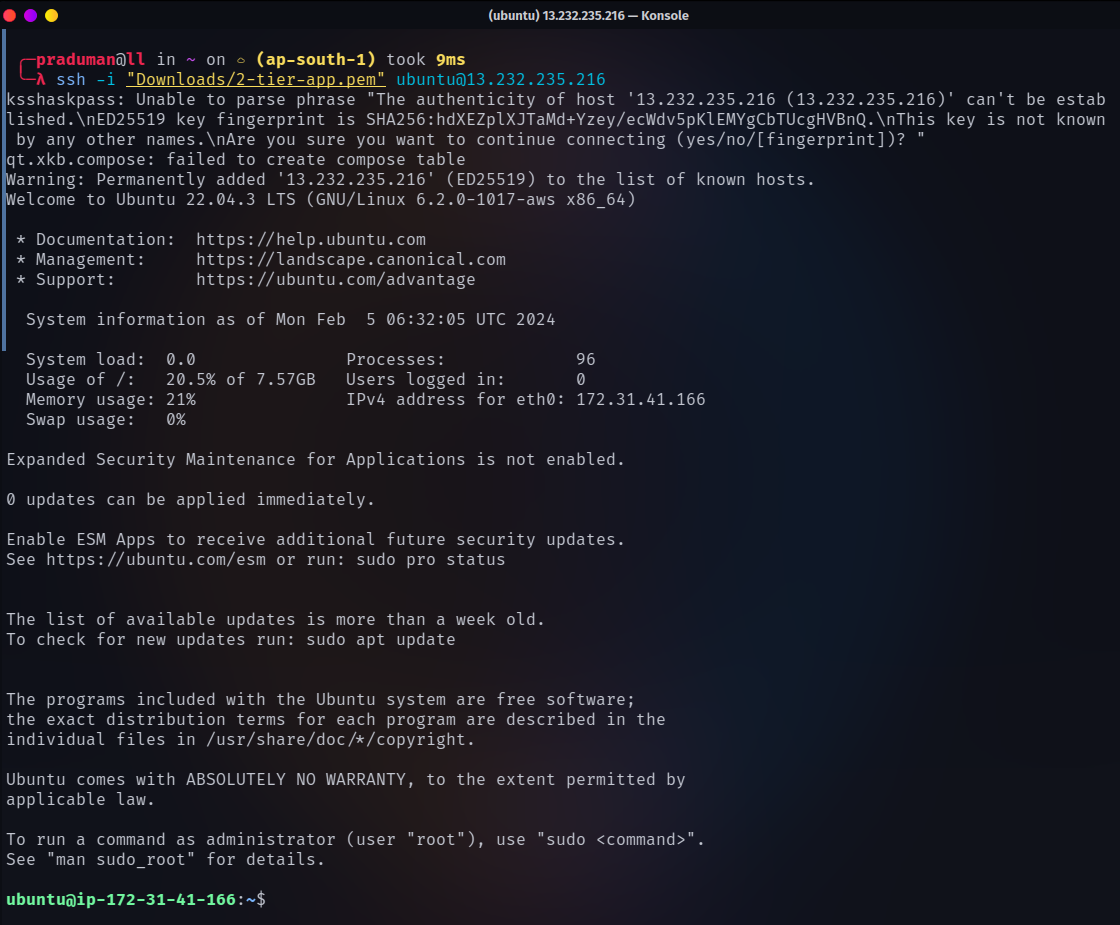 (ubuntu) 13.232.235.216 — Konsole
praduman@ll in ~ on (ap-south-1) took 9ms
λ ssh -i "Downloads/2-tier-app.pem" ubuntu@13.232.235.216
ksshaskpass: Unable to parse phrase "The authenticity of host '13.232.235.216 (13.232.235.216)' can't be estab
lished.\nED25519 key fingerprint is SHA256:hdXEZplXJTaMd+Yzey/ecWdv5pKlEMYgCbTUcgHVBnQ.\nThis key is not known
by any other names.\nAre you sure you want to continue connecting (yes/no/[fingerprint])? "
qt.xkb.compose: failed to create compose table
Warning: Permanently added '13.232.235.216' (ED25519) to the list of known hosts.
Welcome to Ubuntu 22.04.3 LTS (GNU/Linux 6.2.0-1017-aws x86_64)
* Documentation:  https://help.ubuntu.com
* Management:     https://landscape.canonical.com
* Support:        https://ubuntu.com/advantage
System information as of Mon Feb  5 06:32:05 UTC 2024
System load:  0.0               Processes:             96
Usage of /:   20.5% of 7.57GB   Users logged in:       0
Memory usage: 21%               IPv4 address for eth0: 172.31.41.166
Swap usage:   0%
Expanded Security Maintenance for Applications is not enabled.
0 updates can be applied immediately.
Enable ESM Apps to receive additional future security updates.
See https://ubuntu.com/esm or run: sudo pro status
The list of available updates is more than a week old.
To check for new updates run: sudo apt update
The programs included with the Ubuntu system are free software;
the exact distribution terms for each program are described in the
individual files in /usr/share/doc/*/copyright.
Ubuntu comes with ABSOLUTELY NO WARRANTY, to the extent permitted by
applicable law.
To run a command as administrator (user "root"), use "sudo <command>".
See "man sudo_root" for details.
ubuntu@ip-172-31-41-166:~$